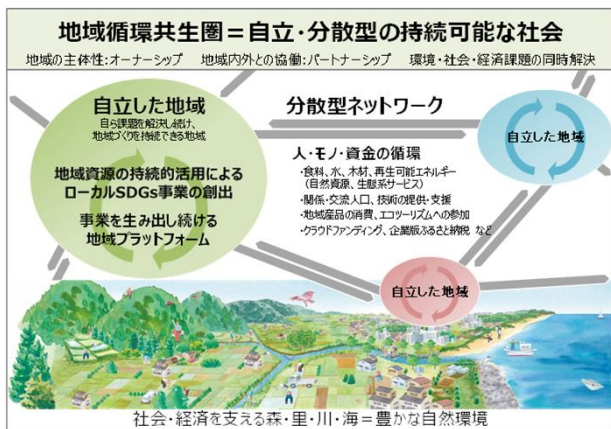 地域循環共生圏＝自立・分散型の持続可能な社会
地域の主体性:オーナーシップ　地域内外との協働:パートナーシップ　環境・社会・経済課題の同時解決
自立した地域
自ら課題を解決し続け、
地域づくりを持続できる地域
地域資源の持続的活用による
ローカルSDGs事業の創出
事業を生み出し続ける
地域プラットフォーム
分散型ネットワーク
人・モノ・資金の循環
・食料、水、木材、再生可能エネルギー
（自然資源、生態系サービス）
・関係・交流人口、技術の提供・支援
・地域産品の消費、エコツーリズムへの参加
・クラウドファンディング、企業版ふるさと納税 など
自立した地域
自立した地域
社会・経済を支える森・里・川・海＝豊かな自然環境